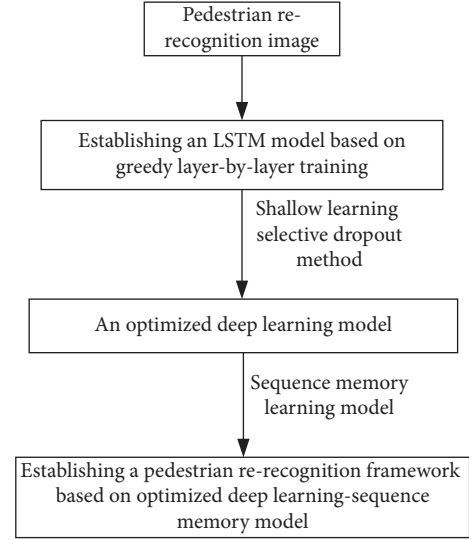 Pedestrian re-
recognition image
Establishing an LSTM model based on
greedy layer-by-layer training
Shallow learning
selective dropout
method
An optimized deep learning model
Sequence memory
learning model
Establishing a pedestrian re-recognition framework
based on optimized deep learning-sequence
memory model